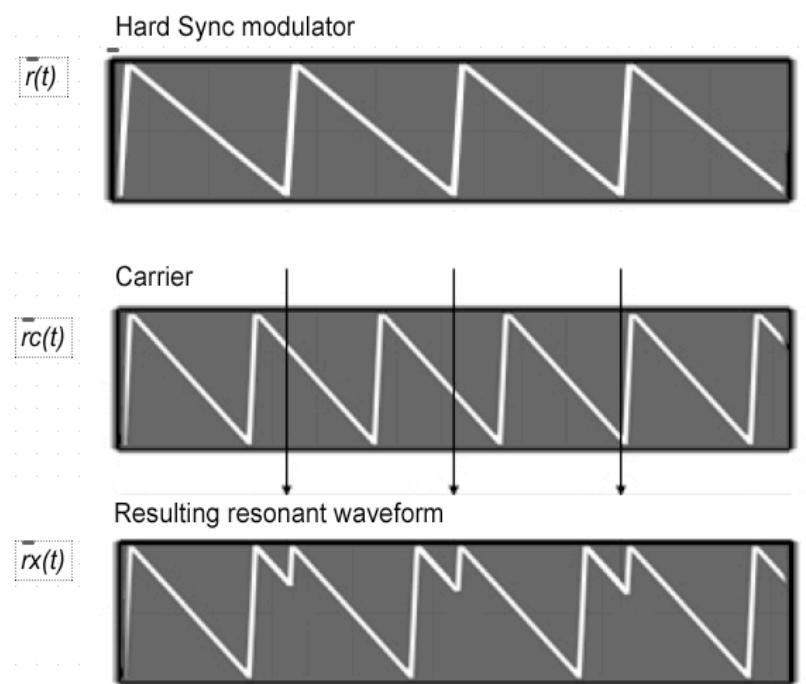 Hard Sync modulator
r(t)
Carrier
rc(t)
Resulting resonant waveform
rx(t)